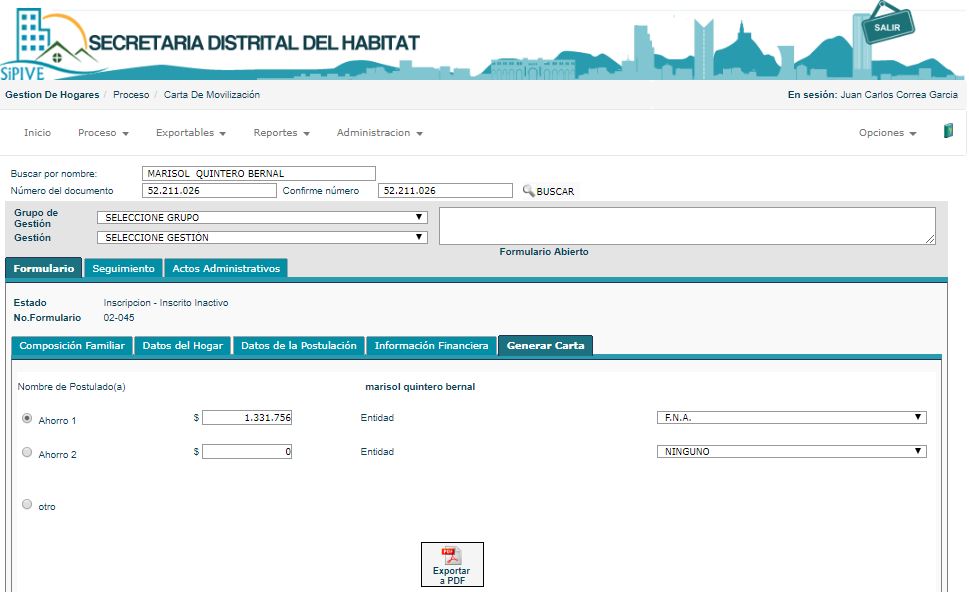 SECRETARIA DISTRITAL DEL HABITAT
SALIR
SiPIVE
Gestion De Hogares / Proceso / Carta De Movilización
En sesión: Juan Carlos Correa Garcia
Inicio Proceso Exportables Reportes Administracion Opciones
Buscar por nombre: MARISOL QUINTERO BERNAL
Número del documento 52.211.026 Confirme número 52.211.026 BUSCAR
Grupo de
Gestión SELECCIONE GRUPO
Gestión SELECCIONE GESTIÓN
Formulario Abierto
Formulario Seguimiento Actos Administrativos
Estado Inscripcion - Inscrito Inactivo
No.Formulario 02-045
Composición Familiar Datos del Hogar Datos de la Postulación Información Financiera Generar Carta
Nombre de Postulado(a) marisol quintero bernal
Ahorro 1 $ 1.331.756 Entidad F.N.A.
Ahorro 2 $ 0 Entidad NINGUNO
otro
PDF
Exportar
a PDF